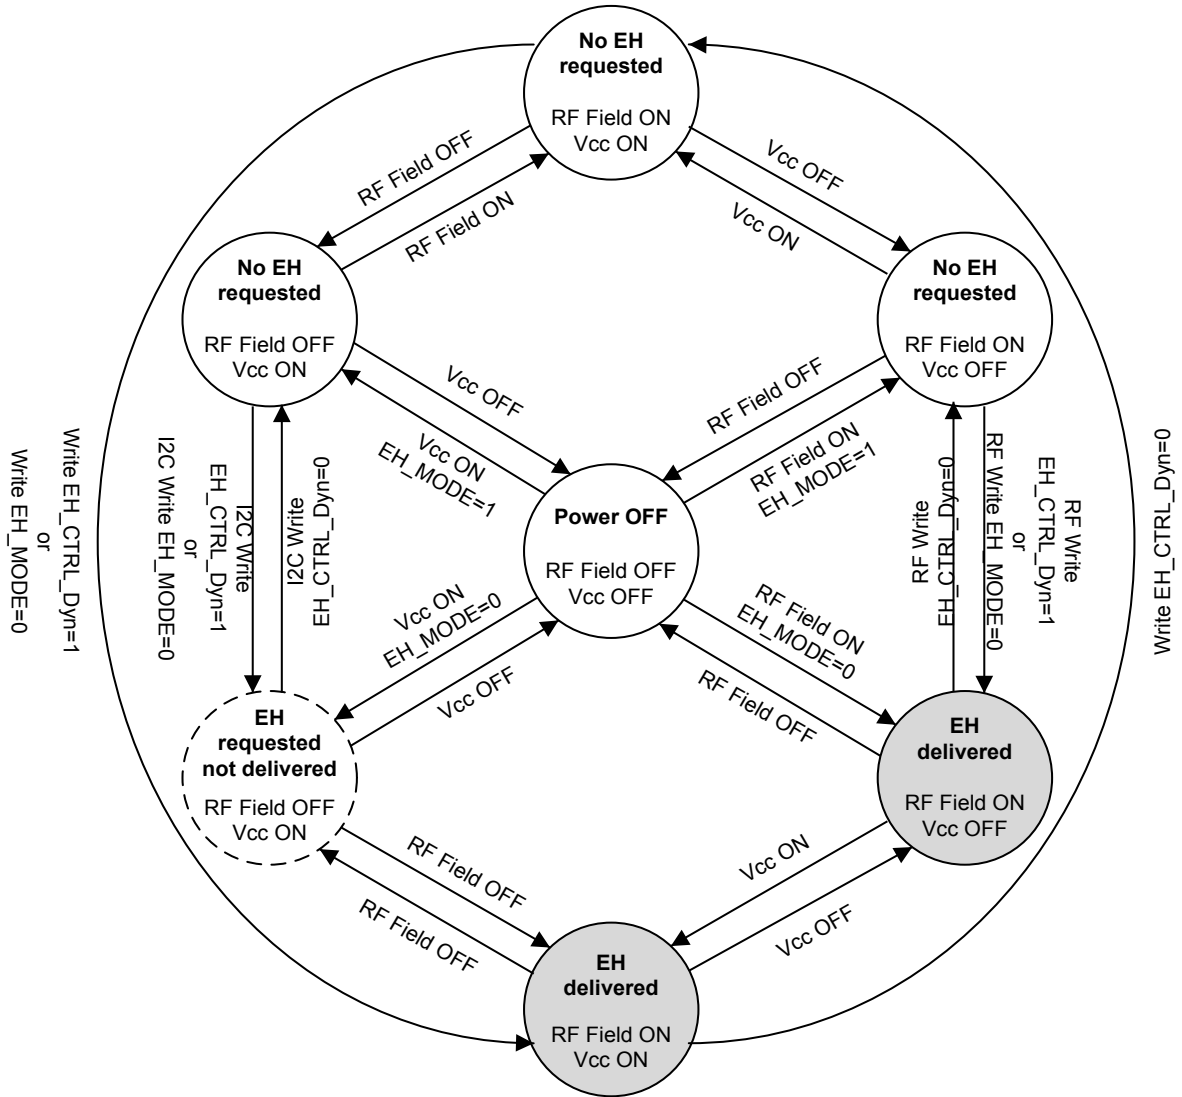 No EH
requested
RF Field ON
Vcc ON
RF Field OFF
RF Field ON
Vcc OFF
Vcc ON
No EH
requested
RF Field OFF
Vcc ON
No EH
requested
RF Field ON
Vcc OFF
Vcc OFF
Vcc ON
EH_MODE=1
RF Field OFF
RF Field ON
EH_MODE=1
Write EH_CTRL_Dyn=1
or
Write EH_MODE=0
I2C Write
EH_CTRL_Dyn=1
or
I2C Write EH_MODE=0
I2C Write
EH_CTRL_Dyn=0
Power OFF
RF Field OFF
Vcc OFF
RF Write
EH_CTRL_Dyn=0
RF Write
EH_CTRL_Dyn=1
or
RF Write EH_MODE=0
Write EH_CTRL_Dyn=0
Vcc ON
EH_MODE=0
Vcc OFF
RF Field ON
EH_MODE=0
RF Field OFF
EH
requested
not delivered
RF Field OFF
Vcc ON
EH
delivered
RF Field ON
Vcc OFF
RF Field OFF
RF Field OFF
Vcc ON
Vcc OFF
EH
delivered
RF Field ON
Vcc ON